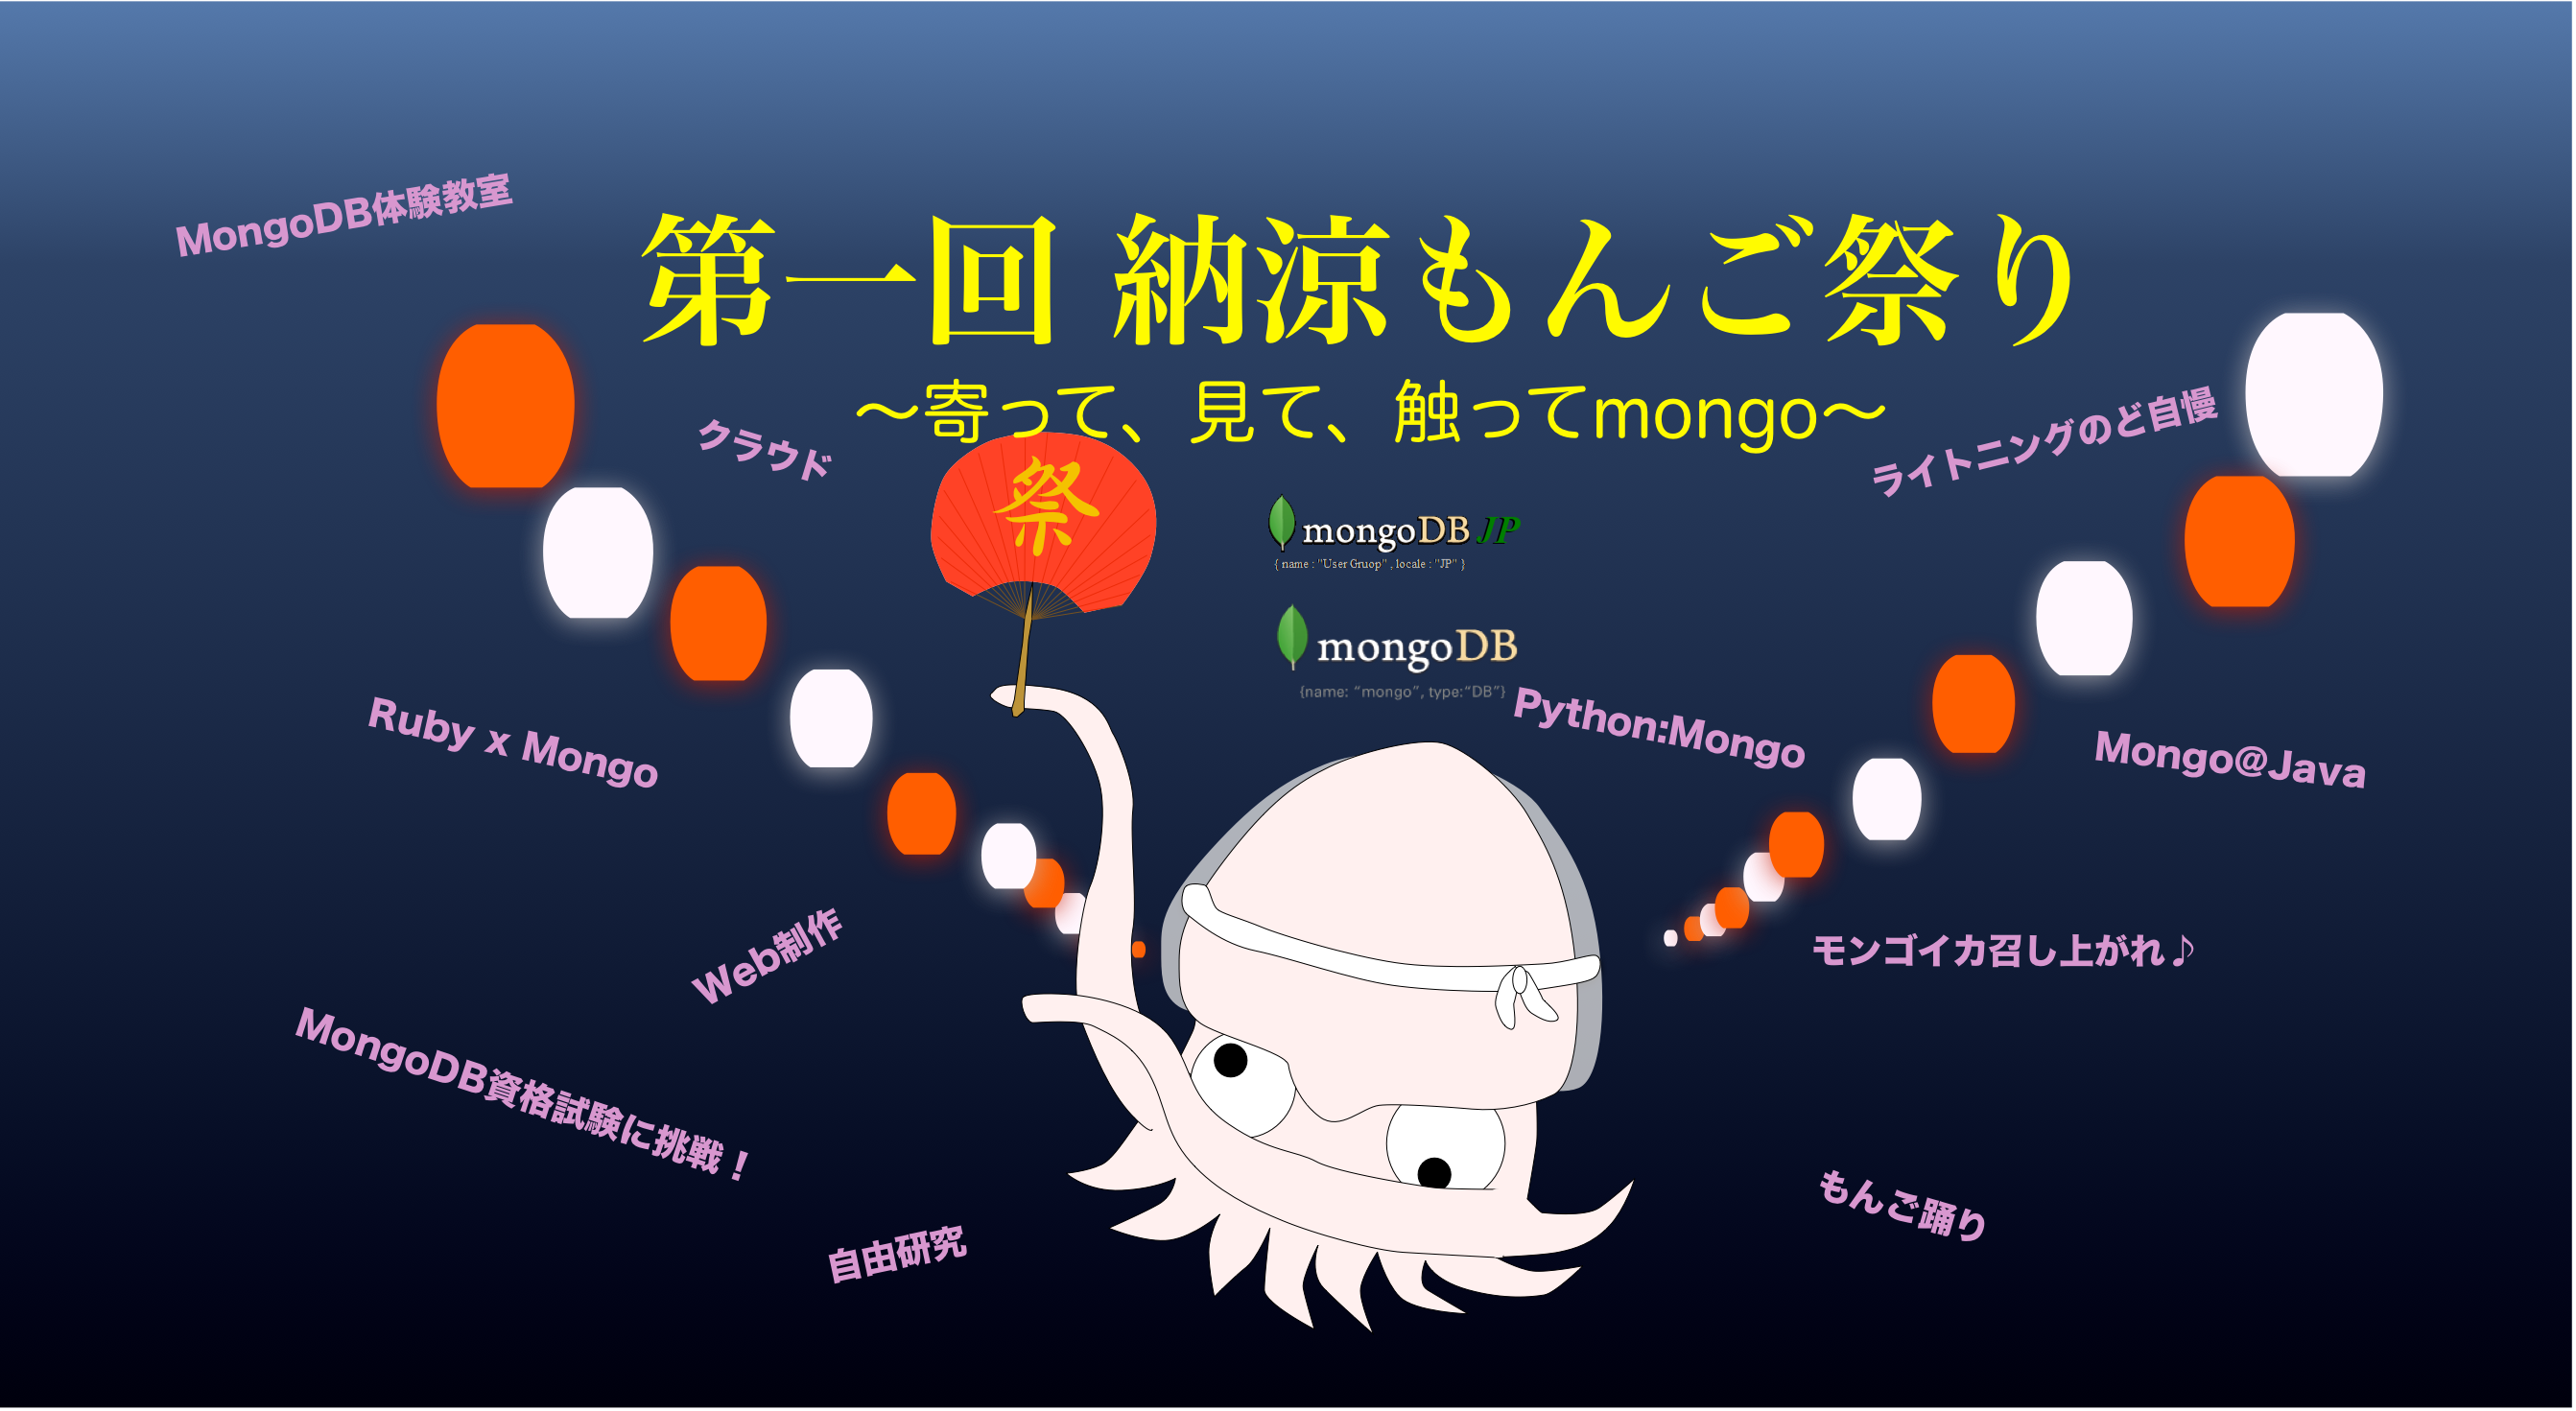 MongoDB体験教室
第一回 納涼もんご祭り
～寄って、見て、触ってmongo～
クラウド
ライトニングのど自慢
祭
mongoDB JP
{ name : "User Gruop" , locale : "JP" }
mongoDB
{name: "mongo", type:"DB"}
Ruby x Mongo
Python:Mongo
Mongo@Java
Web制作
モンゴイカ召し上がれ♪
MongoDB資格試験に挑戦！
もんご踊り
自由研究